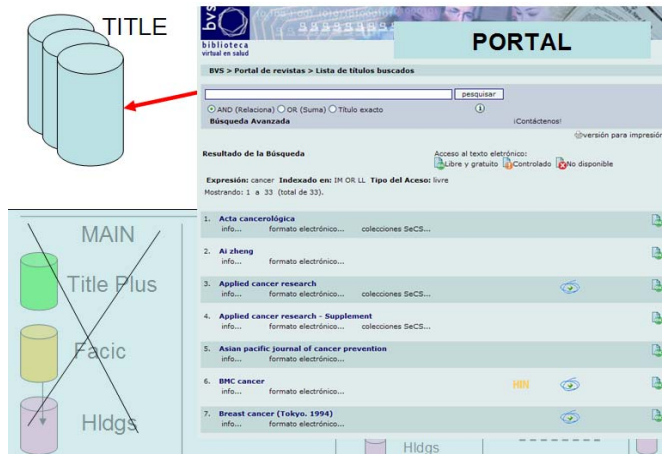 TITLE
bvs
biblioteca
virtual en salud
PORTAL
BVS > Portal de revistas > Lista de títulos buscados
pesquisar
AND (Relaciona) OR (Suma) Título exacto
Búsqueda Avanzada
¡Contáctenos!
versión para impresión
Resultado de la Búsqueda
Acceso al texto eletrónico:
Libre y gratuito Controlado No disponible
Expresión: cancer Indexado en: IM OR LL Tipo del Aceso: livre
Mostrando: 1 a 33 (total de 33).
1. Acta cancerológica
info... formato electrónico... colecciones SeCS...
2. Ai zheng
info... formato electrónico...
3. Applied cancer research
info... formato electrónico... colecciones SeCS...
4. Applied cancer research - Supplement
info... formato electrónico... colecciones SeCS...
5. Asian pacific journal of cancer prevention
info... formato electrónico...
6. BMC cancer
HIN
info... formato electrónico...
7. Breast cancer (Tokyo. 1994)
info... formato electrónico...
MAIN
Title Plus
Facic
Hldgs
Hldgs